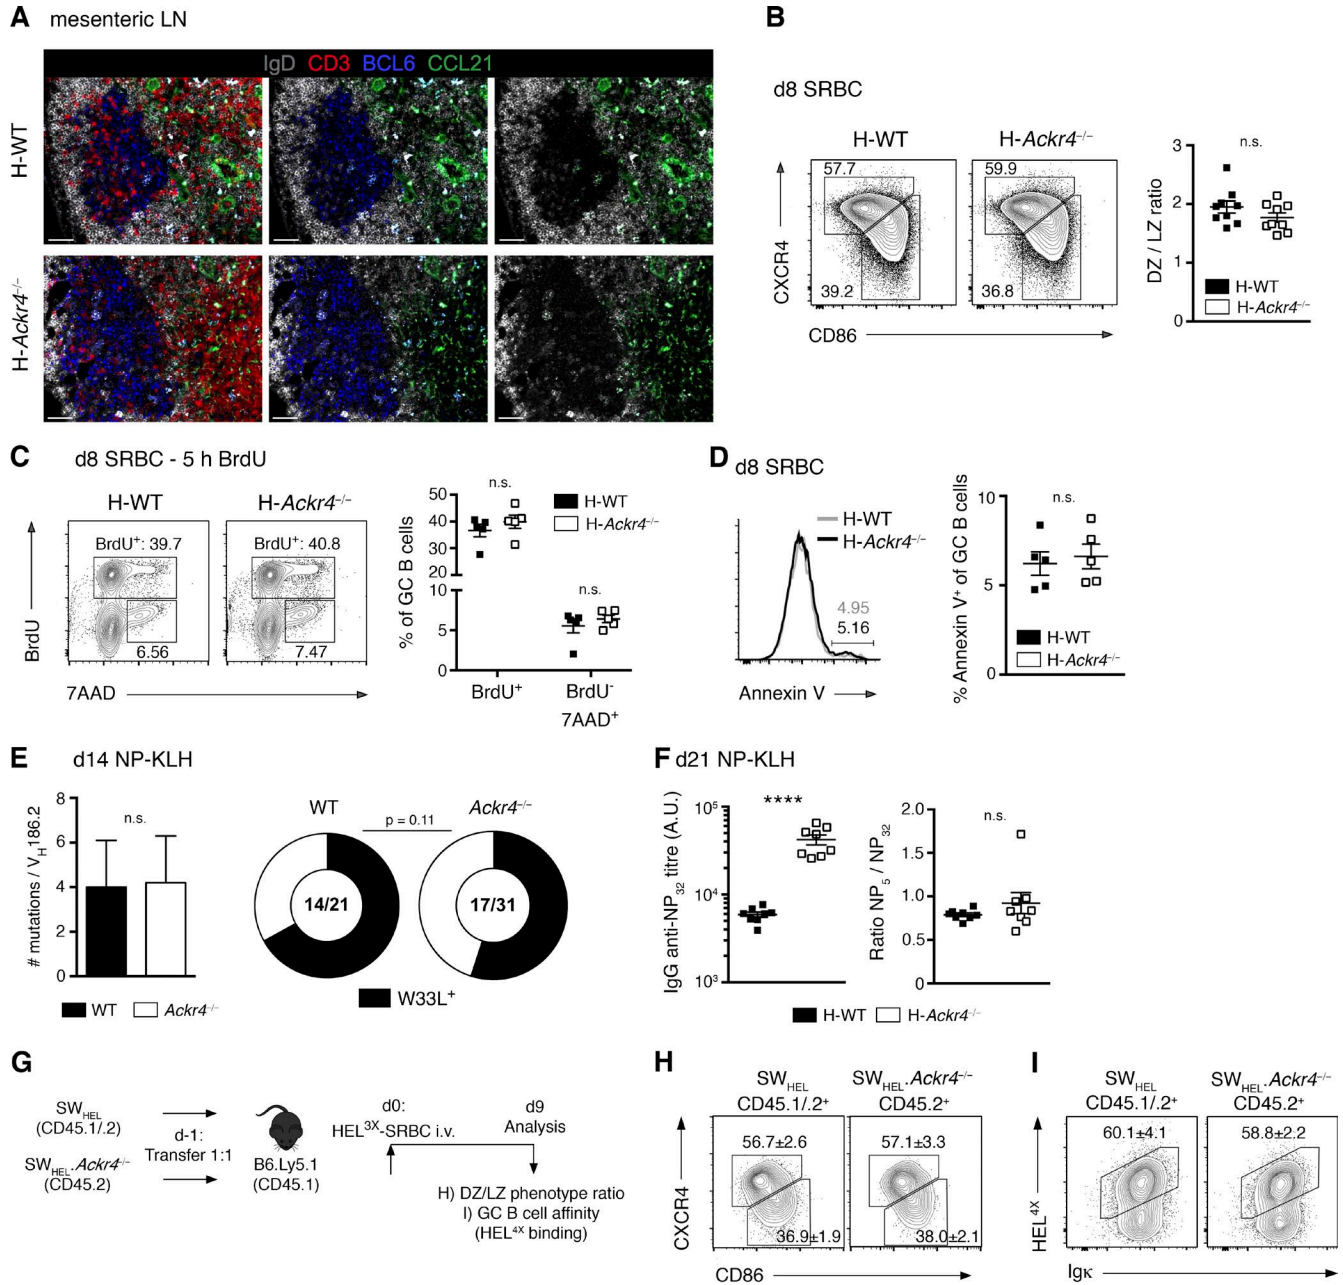 A mesenteric LN
IgD CD3 BCL6 CCL21
H-WT
H-Ackr4–/–
B
d8 SRBC
H-WT H-Ackr4–/–
57.7 59.9
39.2 36.8
CXCR4
CD86
3
2
1
0
DZ / LZ ratio
n.s.
H-WT
H-Ackr4–/–
C d8 SRBC - 5 h BrdU
H-WT H-Ackr4–/–
BrdU+: 39.7 BrdU+: 40.8
6.56 7.47
BrdU
7AAD
% of GC B cells
50
40
30
20
10
5
0
n.s.
n.s.
H-WT
H-Ackr4–/–
BrdU+ BrdU-
7AAD+
D d8 SRBC
H-WT
H-Ackr4–/–
4.95
5.16
Annexin V
% Annexin V+ of GC B cells
10
5
0
n.s.
H-WT
H-Ackr4–/–
E d14 NP-KLH
# mutations / VH186.2
8
6
4
2
0
n.s.
WT Ackr4–/–
WT Ackr4–/–
p = 0.11
14/21 17/31
W33L+
F d21 NP-KLH
IgG anti-NP32 titre (A.U.)
105
104
103
****
Ratio NP5 / NP32
2.0
1.5
1.0
0.5
0
n.s.
H-WT H-Ackr4–/–
G
SWHEL
(CD45.1/.2)
SWHEL.Ackr4–/–
(CD45.2)
d-1:
Transfer 1:1
B6.Ly5.1
(CD45.1)
d0:
HEL3X-SRBC i.v.
d9
Analysis
H) DZ/LZ phenotype ratio
I) GC B cell affinity
(HEL4X binding)
H
SWHEL SWHEL.Ackr4–/–
CD45.1/.2+ CD45.2+
56.7±2.6 57.1±3.3
36.9±1.9 38.0±2.1
CXCR4
CD86
I
SWHEL SWHEL.Ackr4–/–
CD45.1/.2+ CD45.2+
60.1±4.1 58.8±2.2
HEL4X
Igκ